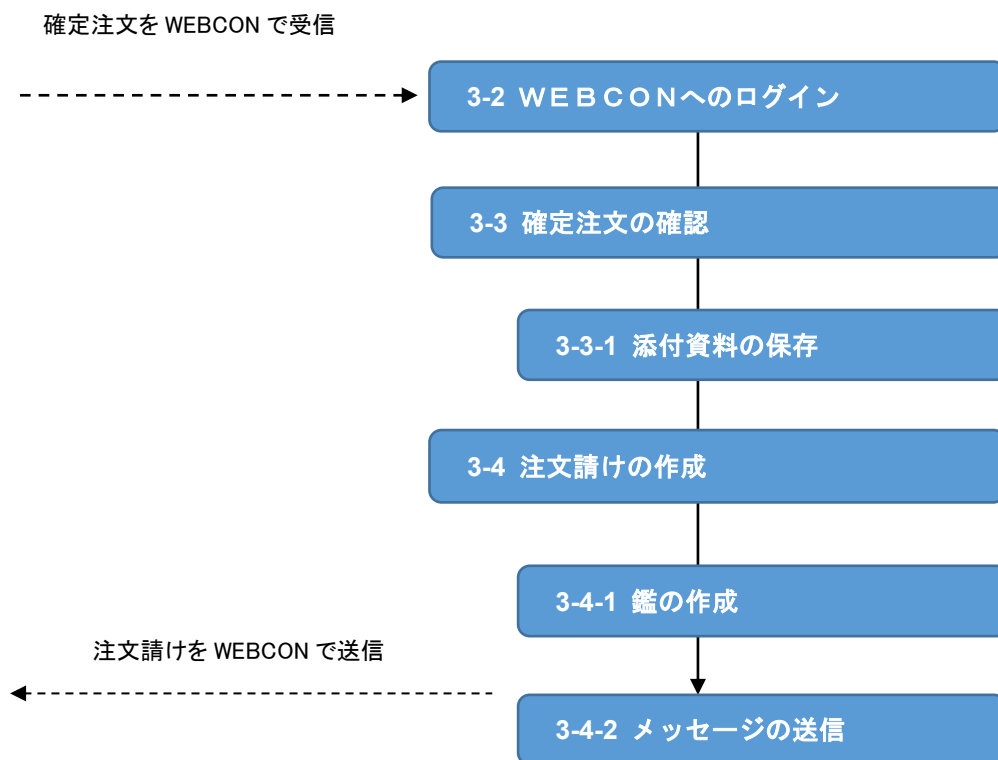 確定注文を WEBCON で受信
3-2 ＷＥＢＣＯＮへのログイン
3-3 確定注文の確認
3-3-1 添付資料の保存
3-4 注文請けの作成
3-4-1 鑑の作成
注文請けを WEBCON で送信
3-4-2 メッセージの送信